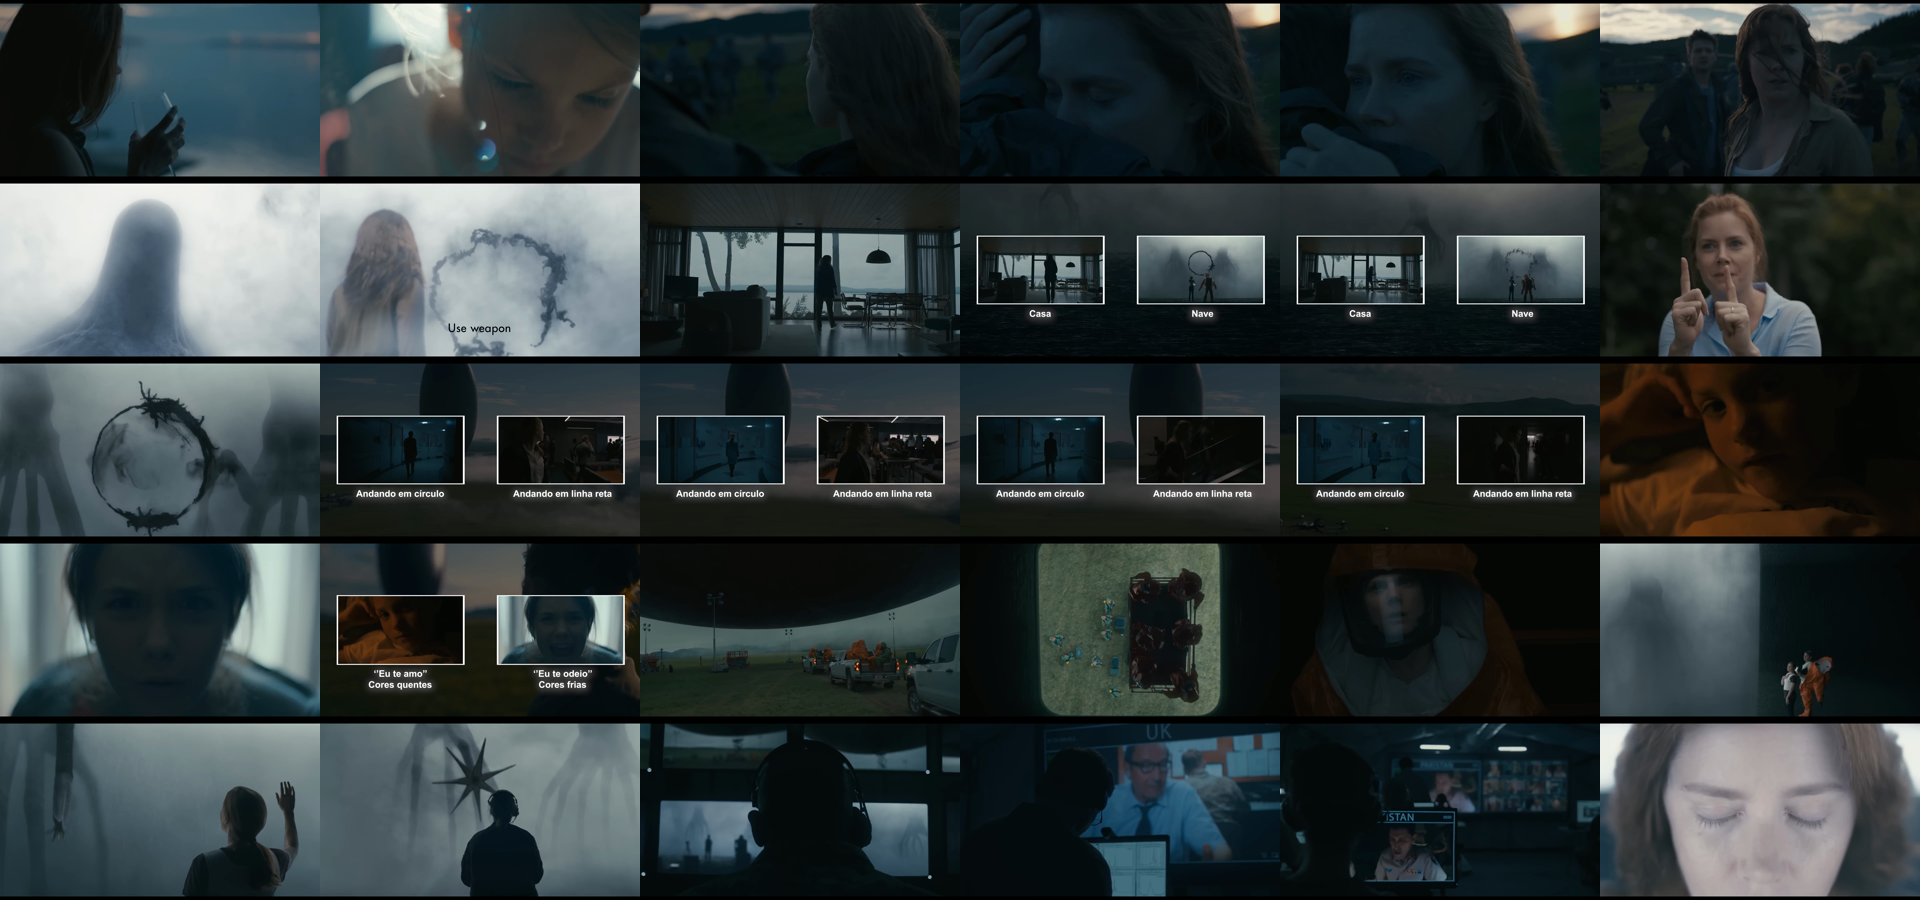 Use weapon
Casa
Nave
Casa
Nave
Andando em círculo
Andando em linha reta
Andando em círculo
Andando em linha reta
Andando em círculo
Andando em linha reta
Andando em círculo
Andando em linha reta
“Eu te amo”
Cores quentes
“Eu te odeio”
Cores frias
UK
PAKISTAN
ISTAN